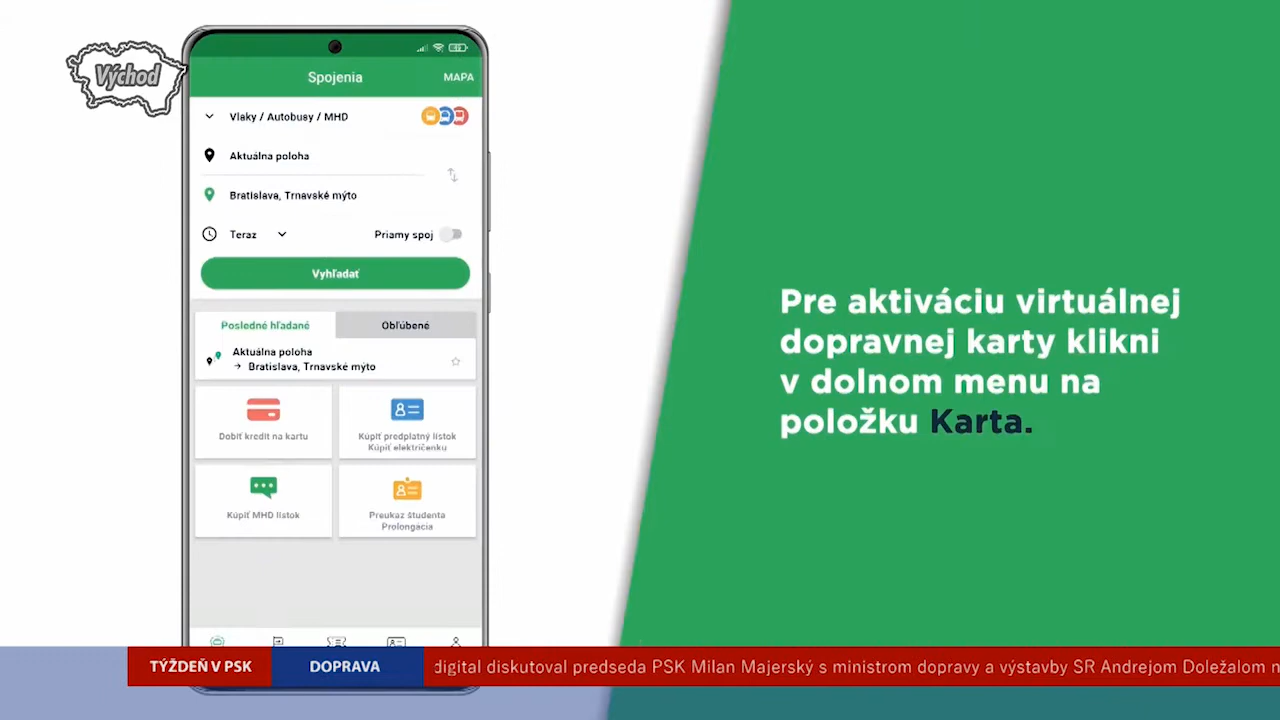 Východ
Spojenia
MAPA
Vlaky / Autobusy / MHD
Aktuálna poloha
Bratislava, Trnavské mýto
Teraz
Priamy spoj
Vyhľadať
Posledné hľadané
Obľúbené
Aktuálna poloha
→ Bratislava, Trnavské mýto
Dobiť kredit na kartu
Kúpiť predplatný lístok
Kúpiť električenku
Kúpiť MHD lístok
Preukaz študenta
Prolongácia
Pre aktiváciu virtuálnej
dopravnej karty klikni
v dolnom menu na
položku Karta.
TÝŽDEŇ V PSK
DOPRAVA
digital diskutoval predseda PSK Milan Majerský s ministrom dopravy a výstavby SR Andrejom Doležalom n